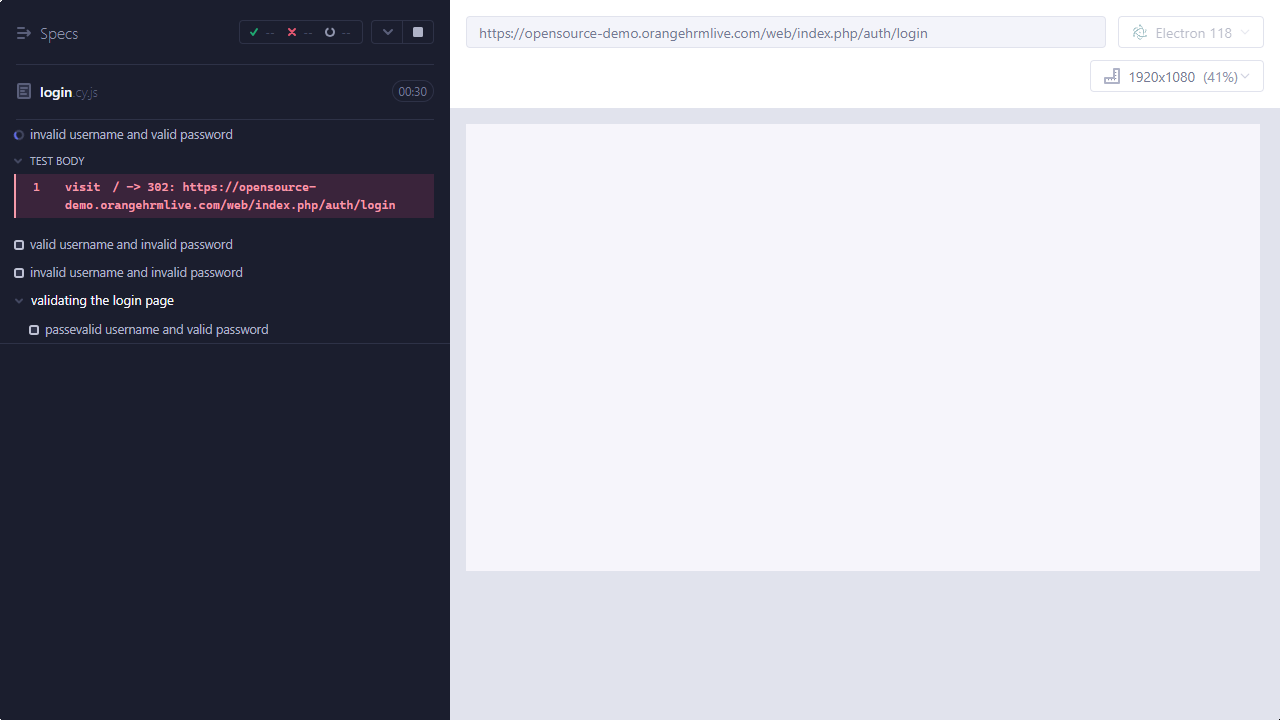 Specs
-- -- --
login.cy.js
00:30
invalid username and valid password
TEST BODY
1 visit / -> 302: https://opensource-
demo.orangehrmlive.com/web/index.php/auth/login
valid username and invalid password
invalid username and invalid password
validating the login page
passevalid username and valid password
https://opensource-demo.orangehrmlive.com/web/index.php/auth/login
Electron 118
1920x1080 (41%)